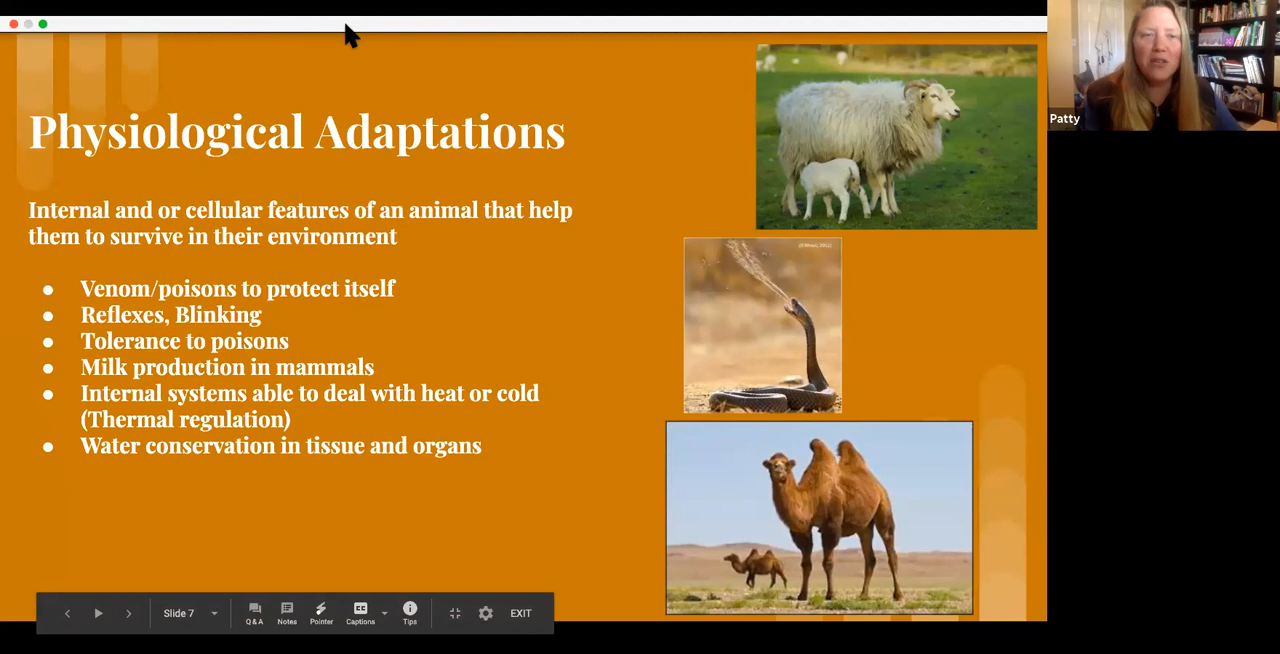 Physiological Adaptations
Internal and or cellular features of an animal that help
them to survive in their environment
● Venom/poisons to protect itself
● Reflexes, Blinking
● Tolerance to poisons
● Milk production in mammals
● Internal systems able to deal with heat or cold
(Thermal regulation)
● Water conservation in tissue and organs
Patty
Slide 7
Q&A
Notes
Pointer
CC
Captions
Tips
EXIT